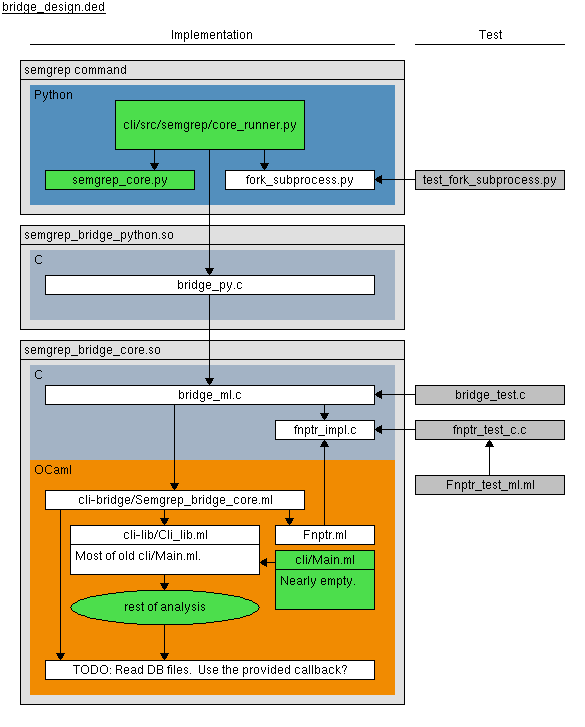 bridge_design.ded
Implementation
Test
semgrep command
Python
cli/src/semgrep/core_runner.py
semgrep_core.py
fork_subprocess.py
test_fork_subprocess.py
semgrep_bridge_python.so
C
bridge_py.c
semgrep_bridge_core.so
C
bridge_ml.c
bridge_test.c
fnptr_impl.c
fnptr_test_c.c
OCaml
Fnptr_test_ml.ml
cli-bridge/Semgrep_bridge_core.ml
cli-lib/Cli_lib.ml
Most of old cli/Main.ml.
Fnptr.ml
cli/Main.ml
Nearly empty.
rest of analysis
TODO: Read DB files.  Use the provided callback?